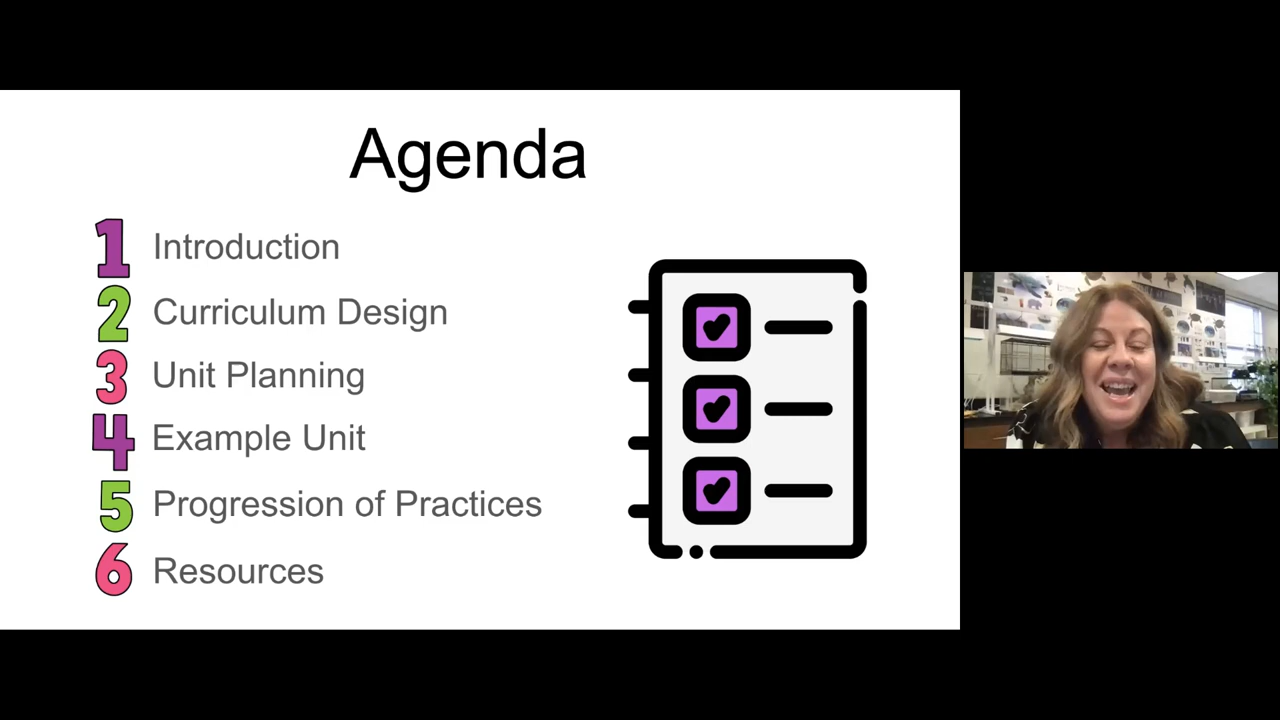 Agenda
1 Introduction
2 Curriculum Design
3 Unit Planning
4 Example Unit
5 Progression of Practices
6 Resources